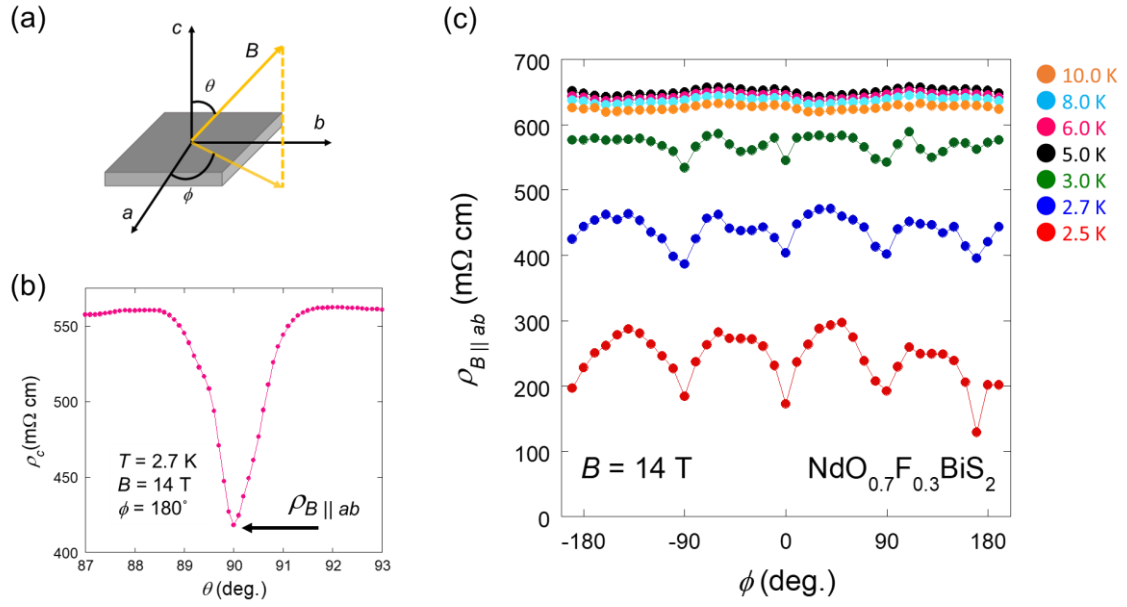 (a)
c
B
θ
b
ϕ
a
(b)
ρc(mΩ cm)
550
500
450
400
T = 2.7 K
B = 14 T
ϕ = 180°
ρB || ab
87 88 89 90 91 92 93
θ (deg.)
(c)
ρB || ab (mΩ cm)
700
600
500
400
300
200
100
0
B = 14 T
NdO0.7F0.3BiS2
-180 -90 0 90 180
ϕ (deg.)
10.0 K
8.0 K
6.0 K
5.0 K
3.0 K
2.7 K
2.5 K